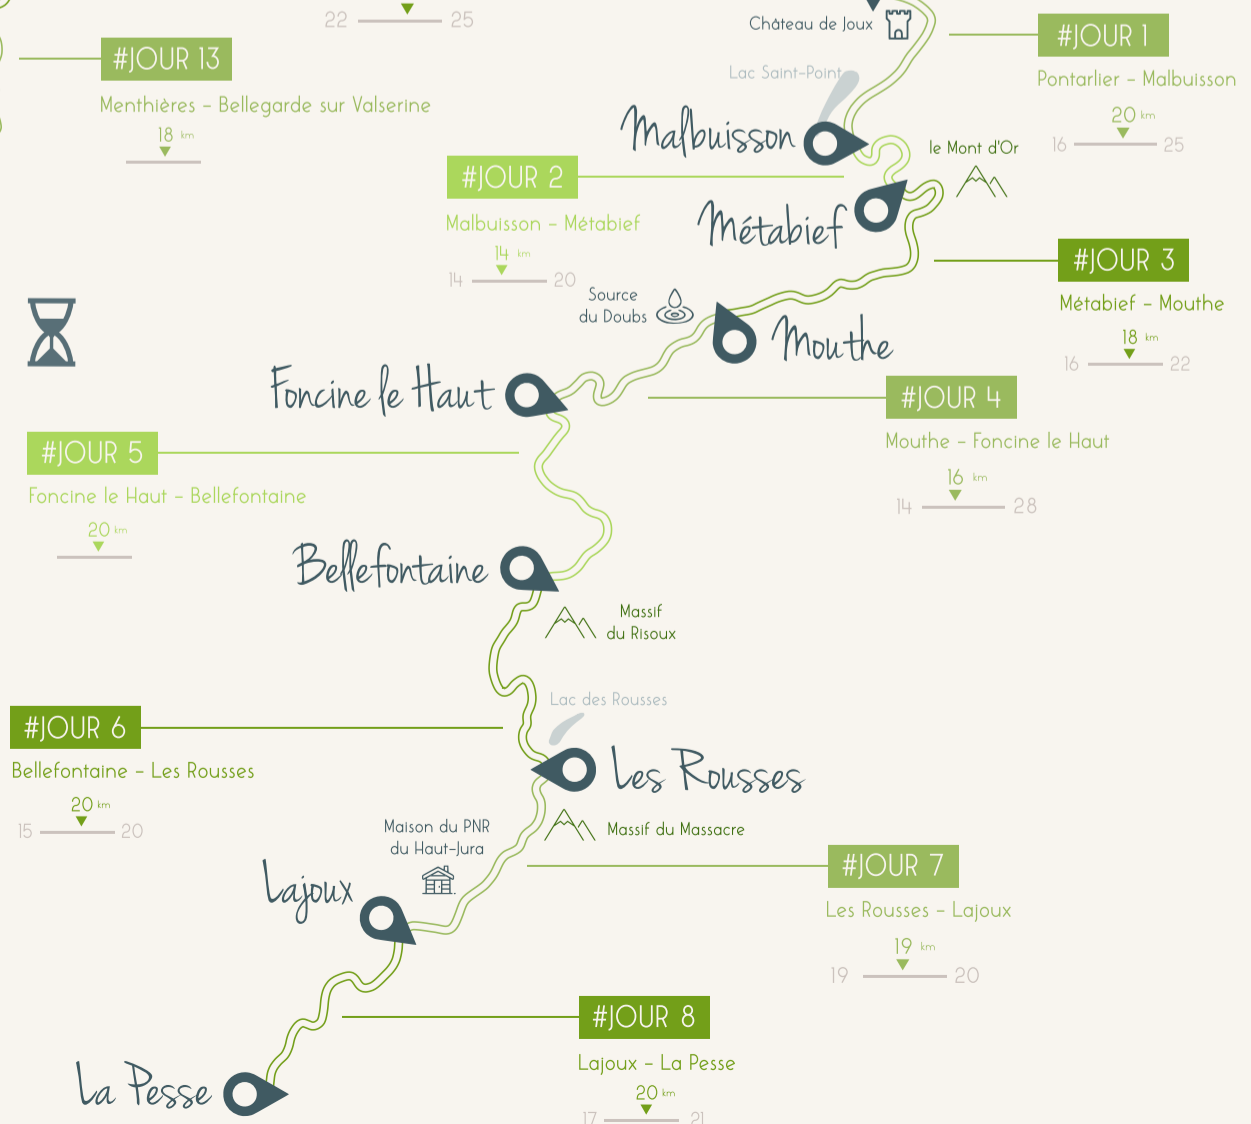 22 25
Château de Joux
#JOUR 1
Pontarlier - Malbuisson
20 km
16 25
#JOUR 13
Menthières - Bellegarde sur Valserine
18 km
Lac Saint-Point
Malbuisson
le Mont d'Or
#JOUR 2
Malbuisson - Métabief
14 km
14 20
Métabief
#JOUR 3
Métabief - Mouthe
18 km
16 22
Source
du Doubs
Mouthe
Foncine le Haut
#JOUR 4
Mouthe - Foncine le Haut
16 km
14 28
#JOUR 5
Foncine le Haut - Bellefontaine
20 km
Bellefontaine
Massif
du Risoux
Lac des Rousses
#JOUR 6
Bellefontaine - Les Rousses
20 km
15 20
Les Rousses
Massif du Massacre
Maison du PNR
du Haut-Jura
#JOUR 7
Les Rousses - Lajoux
19 km
19 20
Lajoux
#JOUR 8
Lajoux - La Pesse
20 km
17 21
La Pesse